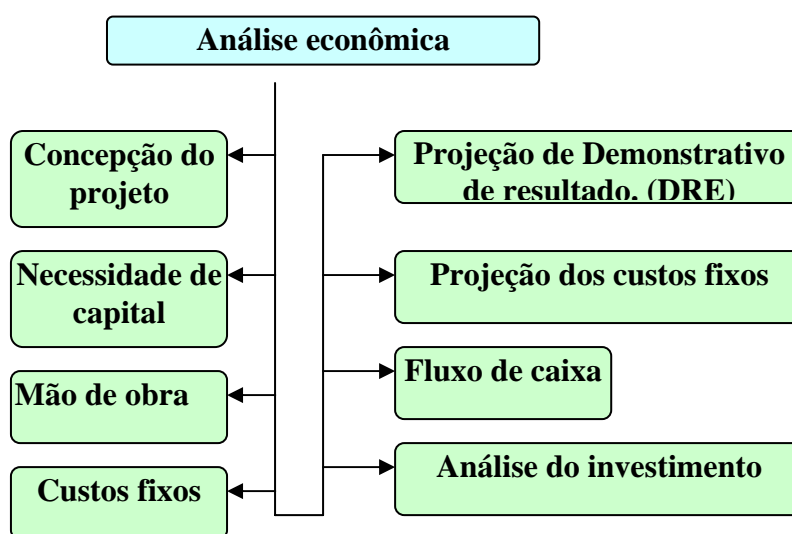 Análise econômica
Concepção do
projeto
Necessidade de
capital
Mão de obra
Custos fixos
Projeção de Demonstrativo
de resultado. (DRE)
Projeção dos custos fixos
Fluxo de caixa
Análise do investimento